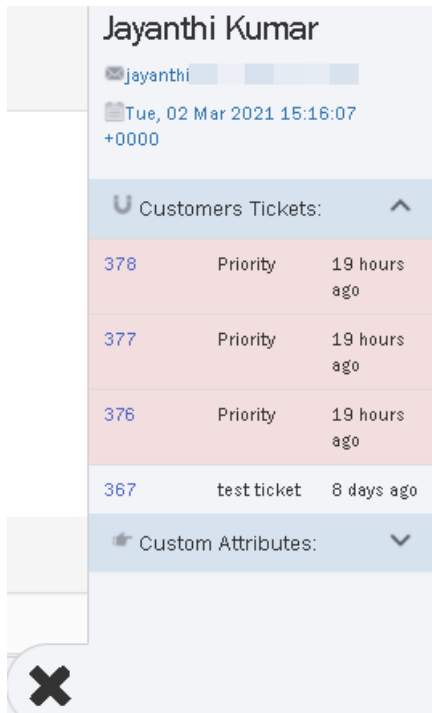 Jayanthi Kumar
jayanthi
Tue, 02 Mar 2021 15:16:07
+0000
Customers Tickets:
378 Priority 19 hours
ago
377 Priority 19 hours
ago
376 Priority 19 hours
ago
367 test ticket 8 days ago
Custom Attributes: